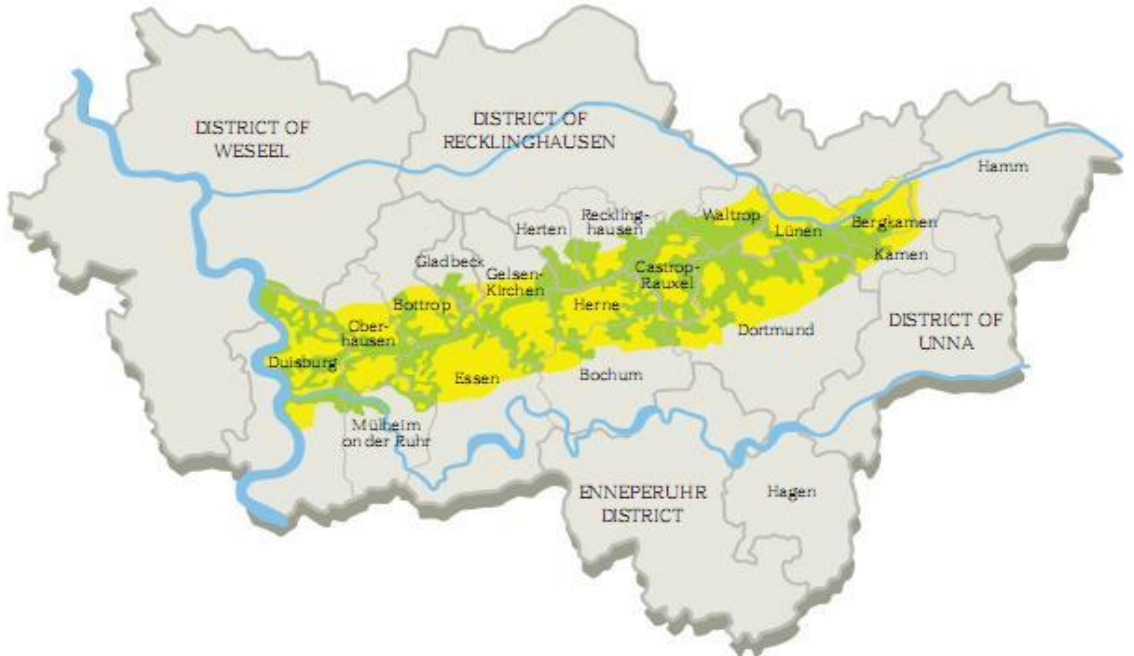 DISTRICT OF
WESEEL
DISTRICT OF
RECKLINGHAUSEN
Hamm
Reckling-
hausen
Herten
Waltrop
Bergkamen
Lünen
Kamen
Gladbeck
Gelsen-
Kirchen
Castrop-
Rauxel
Bottrop
Herne
Ober-
hausen
Dortmund
DISTRICT OF
UNNA
Duisburg
Essen
Bochum
Mülheim
on der Ruhr
ENNEPERUHR
DISTRICT
Hagen